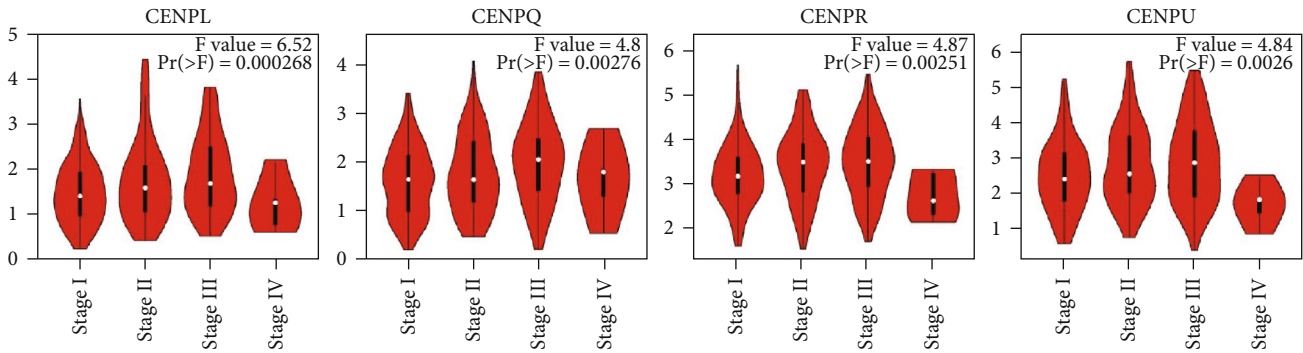 CENPL
F value = 6.52
Pr(>F) = 0.000268
5
4
3
2
1
0
Stage I
Stage II
Stage III
Stage IV
CENPQ
F value = 4.8
Pr(>F) = 0.00276
4
3
2
1
0
Stage I
Stage II
Stage III
Stage IV
CENPR
F value = 4.87
Pr(>F) = 0.00251
6
5
4
3
2
Stage I
Stage II
Stage III
Stage IV
CENPU
F value = 4.84
Pr(>F) = 0.0026
6
5
4
3
2
1
Stage I
Stage II
Stage III
Stage IV